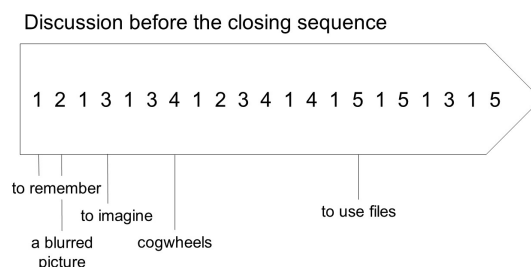 Discussion before the closing sequence
1 2 1 3 1 3 4 1 2 3 4 1 4 1 5 1 5 1 3 1 5
to remember
to imagine
to use files
a blurred
picture
cogwheels